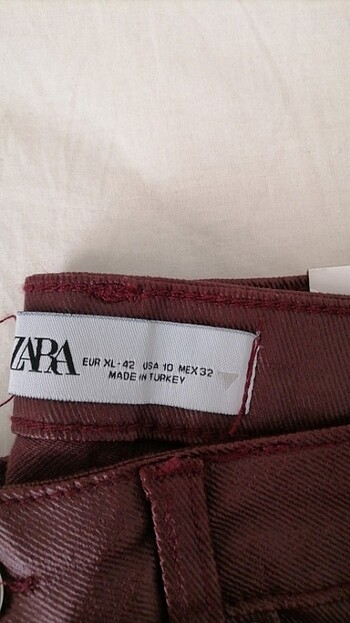 ZARA
EUR XL-42 USA 10 MEX 32
MADE IN TURKEY